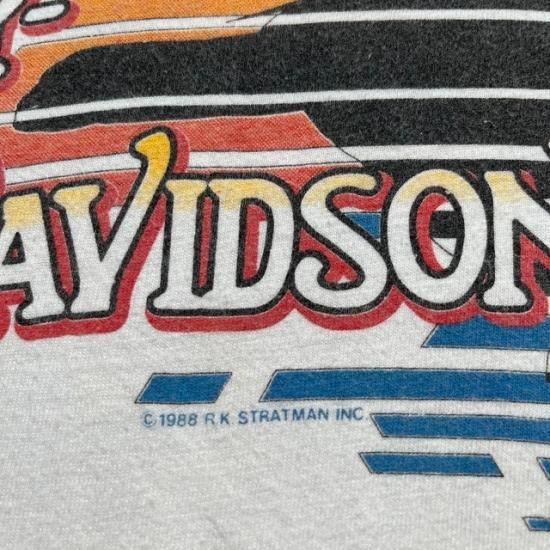 AVIDSON
© 1988 R.K. STRATMAN INC.